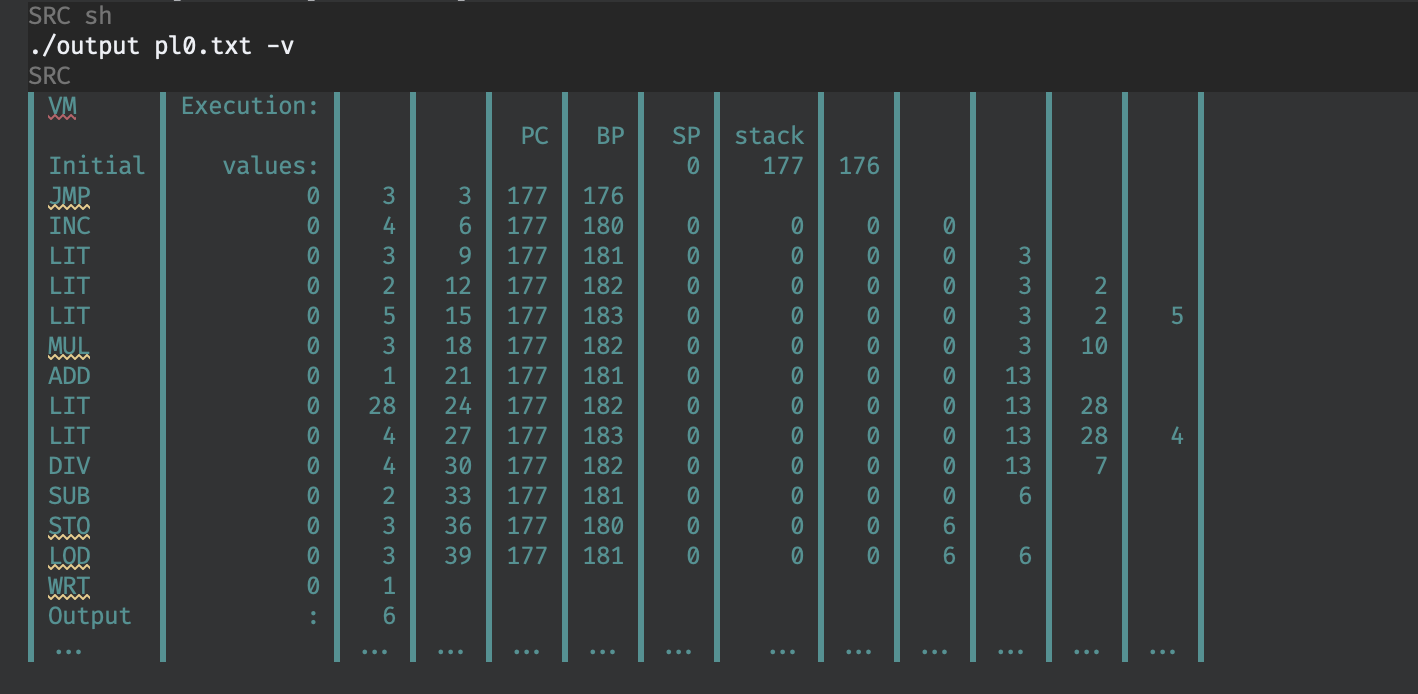 SRC sh
./output pl0.txt -v
SRC
VM Execution:
PC BP SP stack
Initial values: 0 177 176
JMP 0 3 3 177 176
INC 0 4 6 177 180 0 0 0 0
LIT 0 3 9 177 181 0 0 0 0 3
LIT 0 2 12 177 182 0 0 0 0 3 2
LIT 0 5 15 177 183 0 0 0 0 3 2 5
MUL 0 3 18 177 182 0 0 0 0 3 10
ADD 0 1 21 177 181 0 0 0 0 13
LIT 0 28 24 177 182 0 0 0 0 13 28
LIT 0 4 27 177 183 0 0 0 0 13 28 4
DIV 0 4 30 177 182 0 0 0 0 13 7
SUB 0 2 33 177 181 0 0 0 0 6
STO 0 3 36 177 180 0 0 0 6
LOD 0 3 39 177 181 0 0 0 6 6
WRT 0 1
Output : 6
... ... ... ... ... ... ... ... ... ... ... ...